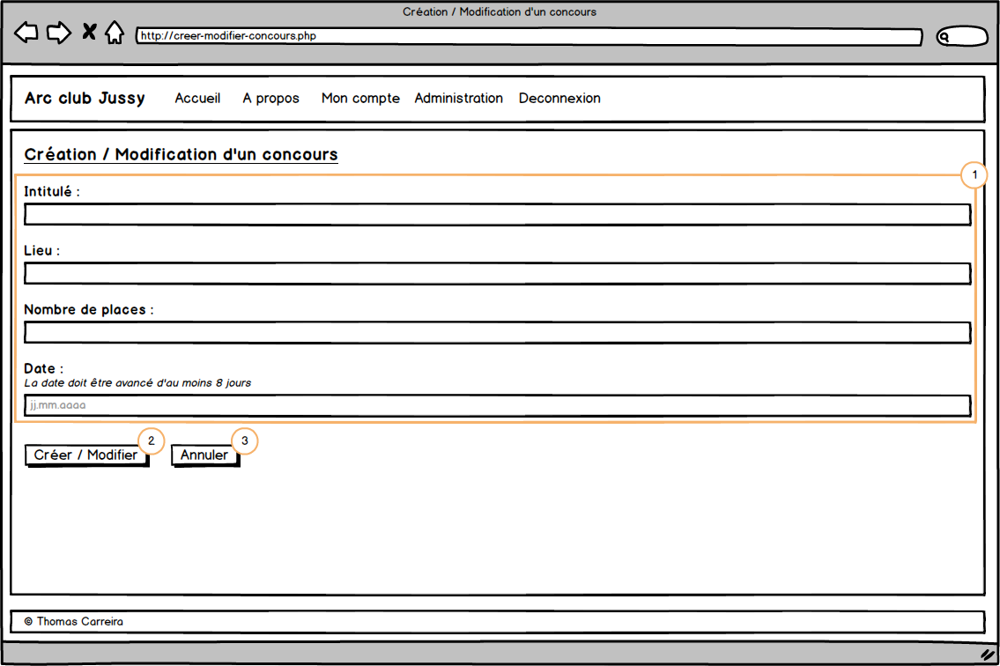 Création / Modification d'un concours
http://creer-modifier-concours.php
Arc club Jussy Accueil A propos Mon compte Administration Deconnexion
Création / Modification d'un concours
1
Intitulé :
Lieu :
Nombre de places :
Date :
La date doit être avancé d'au moins 8 jours
jj.mm.aaaa
2 3
Créer / Modifier Annuler
© Thomas Carreira